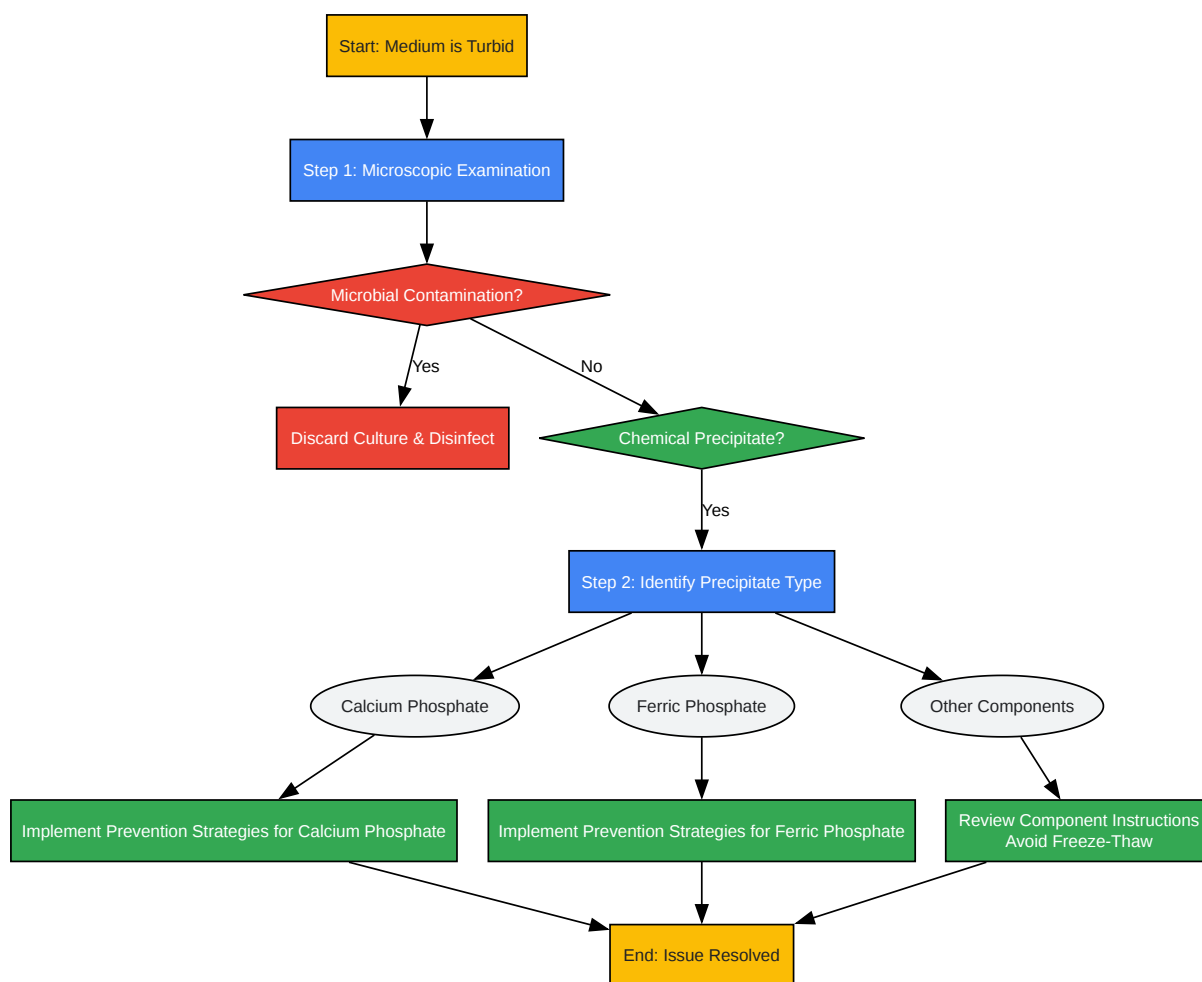 Start: Medium is Turbid
Step 1: Microscopic Examination
Microbial Contamination?
Yes
No
Discard Culture & Disinfect
Chemical Precipitate?
Yes
Step 2: Identify Precipitate Type
Calcium Phosphate
Ferric Phosphate
Other Components
Implement Prevention Strategies for Calcium Phosphate
Implement Prevention Strategies for Ferric Phosphate
Review Component Instructions
Avoid Freeze-Thaw
End: Issue Resolved